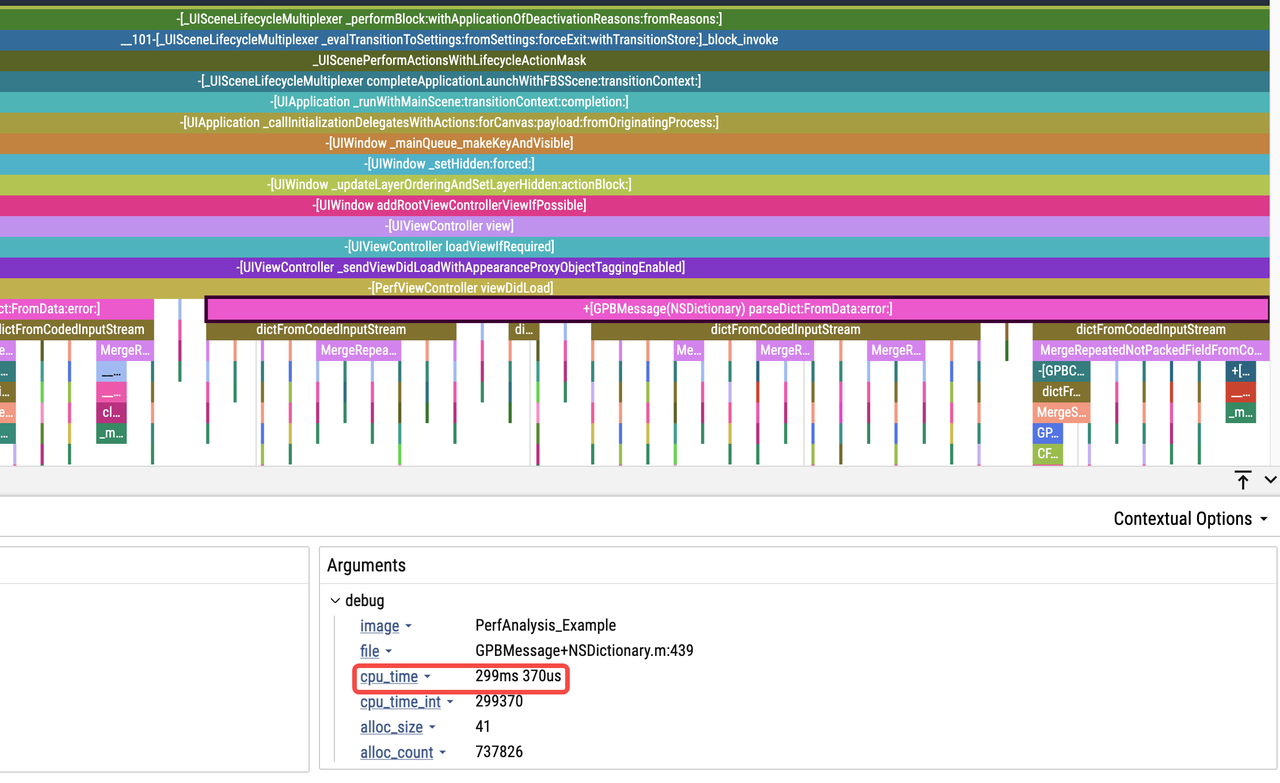 -[_UISceneLifecycleMultiplexer _performBlock:withApplicationOfDeactivationReasons:fromReasons:]
__101-[_UISceneLifecycleMultiplexer _evalTransitionToSettings:fromSettings:forceExit:withTransitionStore:]_block_invoke
_UIScenePerformActionsWithLifecycleActionMask
-[_UISceneLifecycleMultiplexer completeApplicationLaunchWithFBSScene:transitionContext:]
-[UIApplication _runWithMainScene:transitionContext:completion:]
-[UIApplication _callInitializationDelegatesWithActions:forCanvas:payload:fromOriginatingProcess:]
-[UIWindow _mainQueue_makeKeyAndVisible]
-[UIWindow _setHidden:forced:]
-[UIWindow _updateLayerOrderingAndSetLayerHidden:actionBlock:]
-[UIWindow addRootViewControllerViewIfPossible]
-[UIViewController view]
-[UIViewController loadViewIfRequired]
-[UIViewController _sendViewDidLoadWithAppearanceProxyObjectTaggingEnabled]
-[PerfViewController viewDidLoad]
ct:FromData:error:] +[GPBMessage(NSDictionary) parseDict:FromData:error:]
dictFromCodedInputStream dictFromCodedInputStream di... dictFromCodedInputStream dictFromCodedInputStream
e... MergeR... MergeRepea... Me... MergeR... MergeR... MergeRepeatedNotPackedFieldFromCo...
... __... -[GPBC... +[...
i... __... dictFr... __...
e... cl... MergeS... _m...
... _m... GP...
CF...
Contextual Options
Arguments
debug
image PerfAnalysis_Example
file GPBMessage+NSDictionary.m:439
cpu_time 299ms 370us
cpu_time_int 299370
alloc_size 41
alloc_count 737826